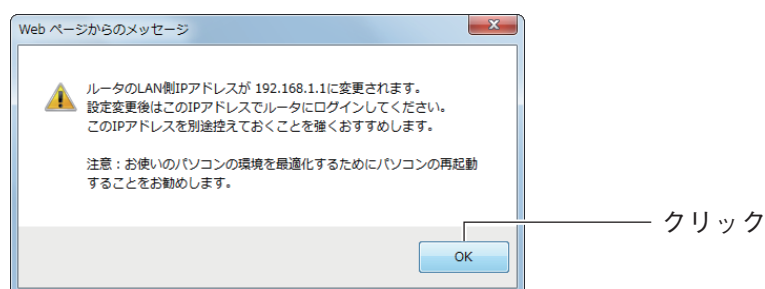 Web ページからのメッセージ
ルータのLAN側IPアドレスが 192.168.1.1に変更されます。
設定変更後はこのIPアドレスでルータにログインしてください。
このIPアドレスを別途控えておくことを強くおすすめします。
注意：お使いのパソコンの環境を最適化するためにパソコンの再起動
することをお勧めします。
クリック
OK